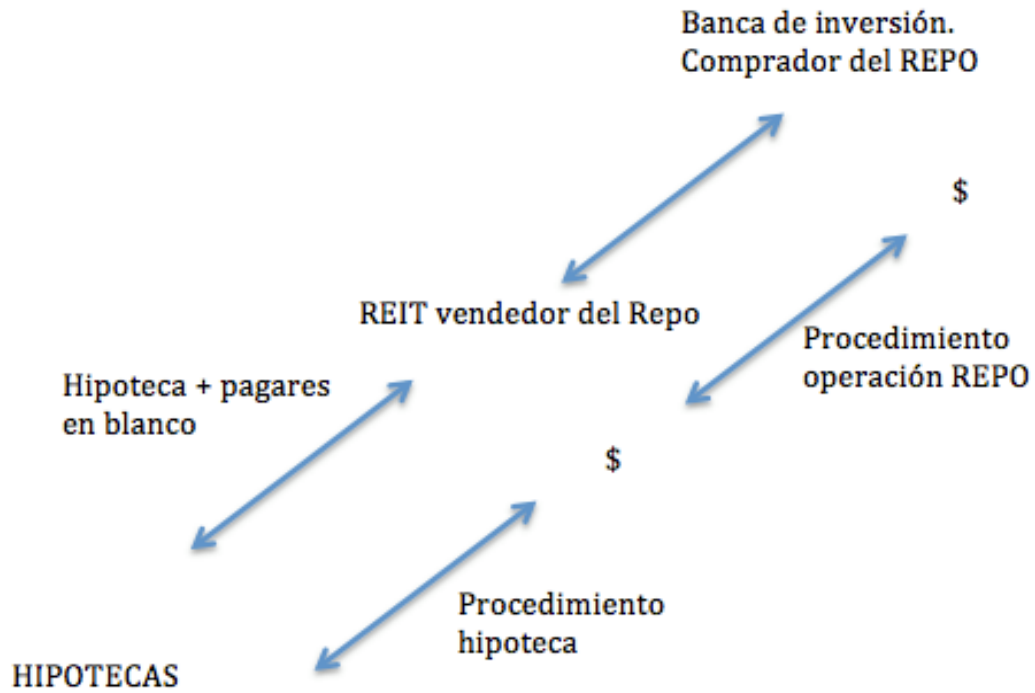 Banca de inversión.
Comprador del REPO
$
REIT vendedor del Repo
Procedimiento
operación REPO
Hipoteca + pagares
en blanco
$
Procedimiento
hipoteca
HIPOTECAS